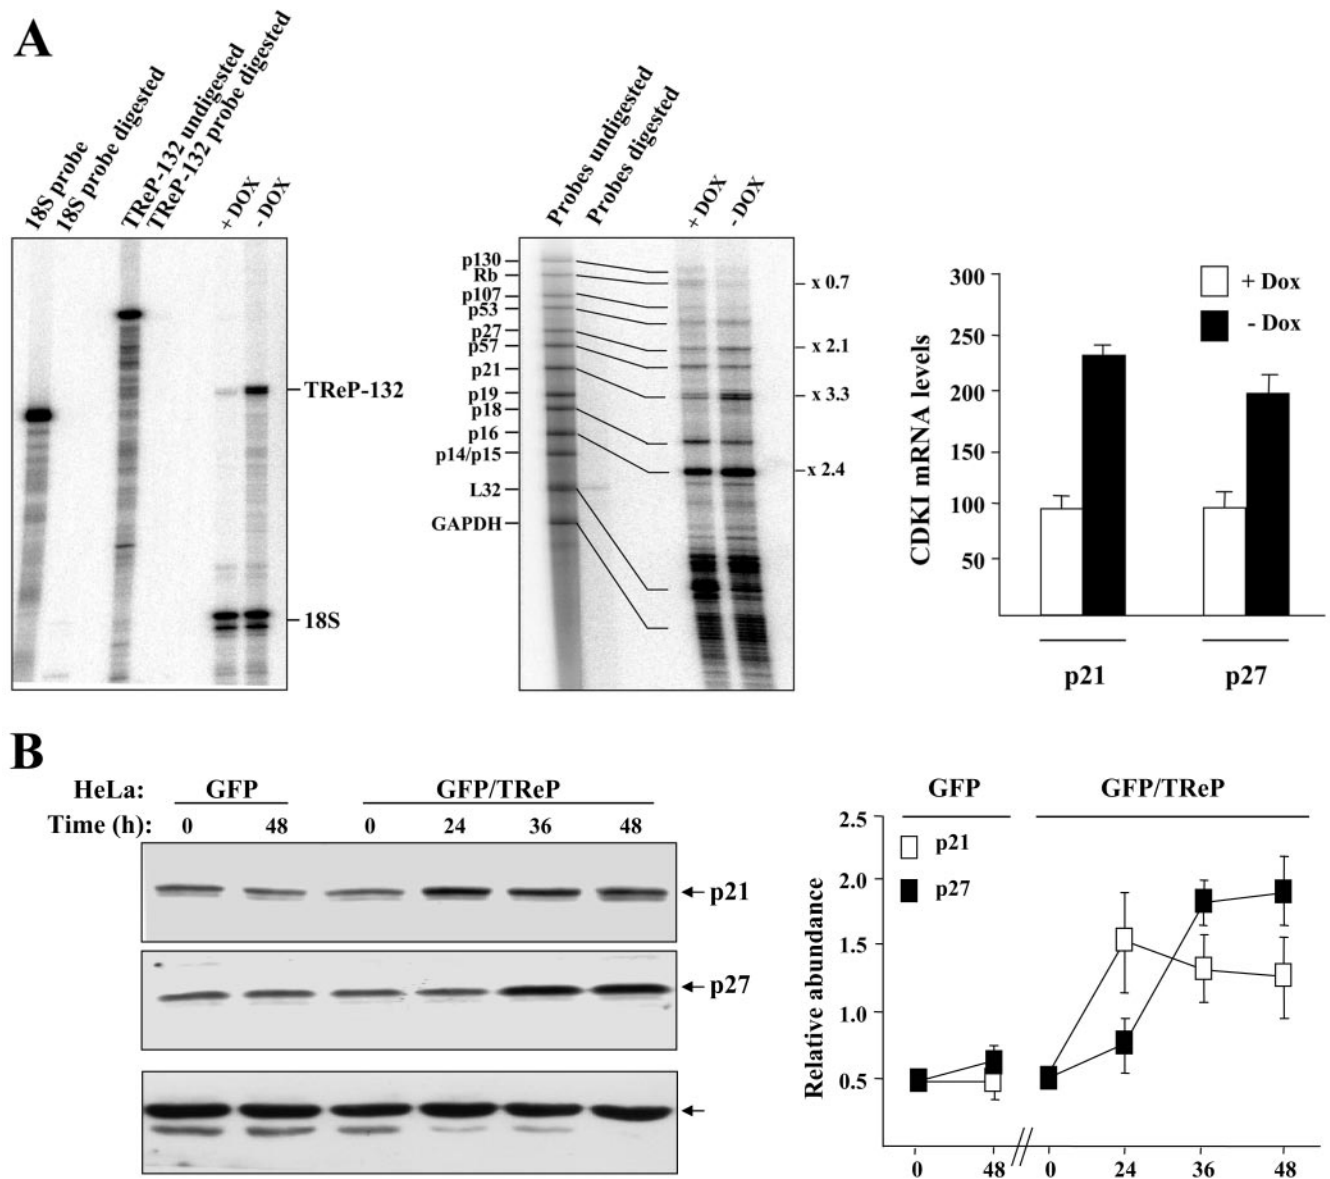 A
18S probe
18S probe digested
TReP-132 undigested
TReP-132 probe digested
+ DOX
- DOX
TReP-132
18S
Probes undigested
Probes digested
+ DOX
- DOX
p130
Rb
p107
p53
p27
p57
p21
p19
p18
p16
p14/p15
L32
GAPDH
x 0.7
x 2.1
x 3.3
x 2.4
CDKI mRNA levels
300
250
200
150
100
50
+ Dox
- Dox
p21 p27
B
HeLa: GFP GFP/TReP
Time (h): 0 48 0 24 36 48
p21
p27
GFP GFP/TReP
Relative abundance
2.5
2.0
1.5
1.0
0.5
p21
p27
0 48 0 24 36 48